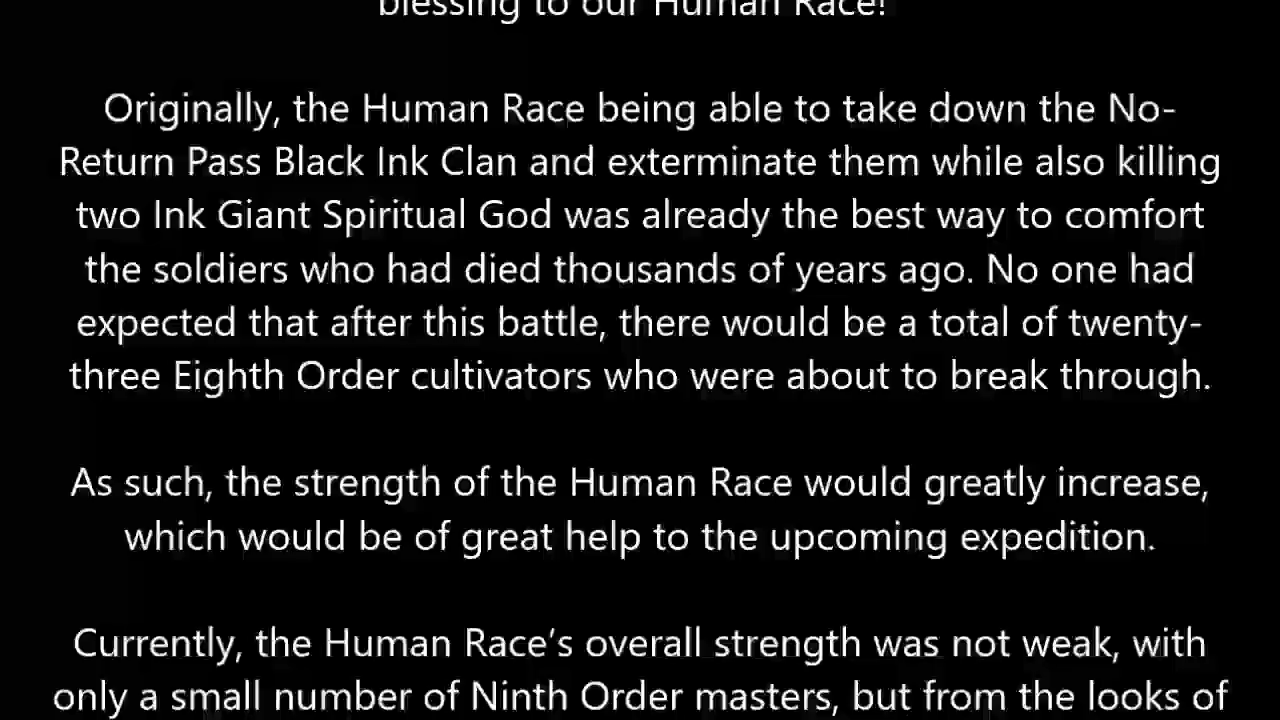 blessing to our Human Race!
Originally, the Human Race being able to take down the No-
Return Pass Black Ink Clan and exterminate them while also killing
two Ink Giant Spiritual God was already the best way to comfort
the soldiers who had died thousands of years ago. No one had
expected that after this battle, there would be a total of twenty-
three Eighth Order cultivators who were about to break through.
As such, the strength of the Human Race would greatly increase,
which would be of great help to the upcoming expedition.
Currently, the Human Race’s overall strength was not weak, with
only a small number of Ninth Order masters, but from the looks of